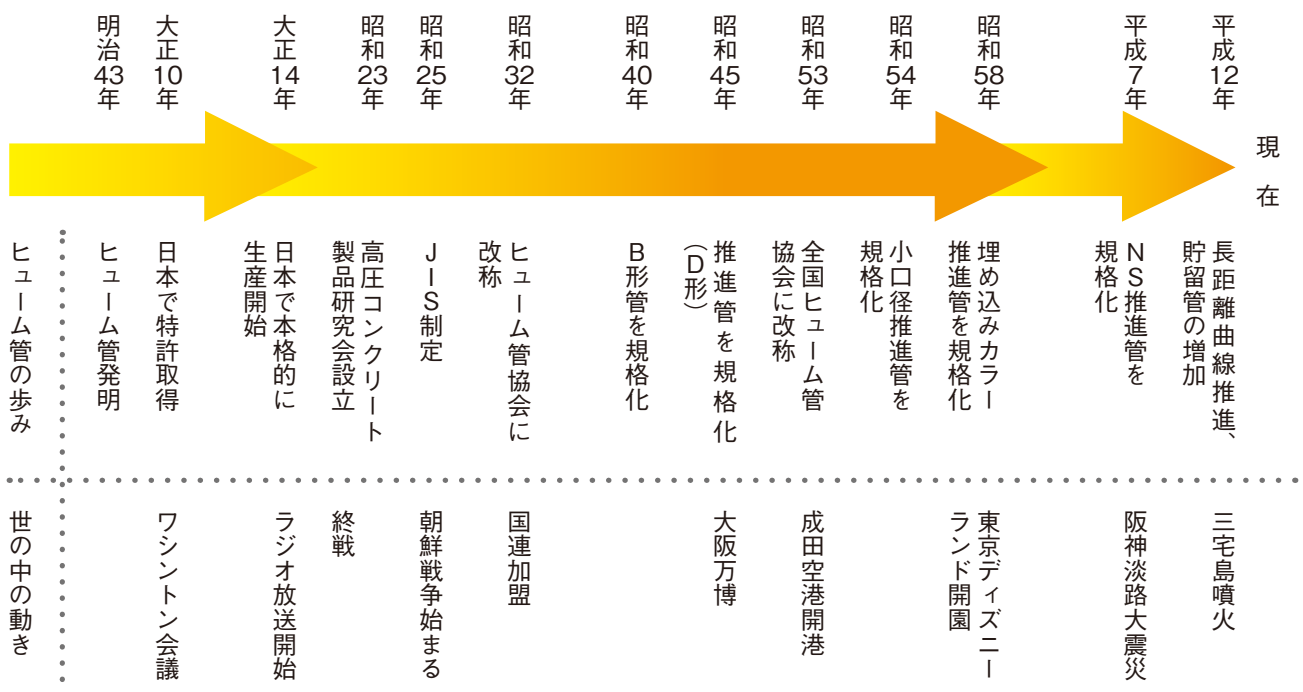 明治43年
大正10年
大正14年
昭和23年
昭和25年
昭和32年
昭和40年
昭和45年
昭和53年
昭和54年
昭和58年
平成7年
平成12年
現在
ヒューム管の歩み
ヒューム管発明
日本で特許取得
日本で本格的に
生産開始
高圧コンクリート
製品研究会設立
JIS制定
ヒューム管協会に
改称
B形管を規格化
推進管を規格化
(D形)
全国ヒューム管
協会に改称
小口径推進管を
規格化
埋め込みカラー
推進管を規格化
NS推進管を
規格化
長距離曲線推進、
貯留管の増加
世の中の動き
ワシントン会議
ラジオ放送開始
終戦
朝鮮戦争始まる
国連加盟
大阪万博
成田空港開港
東京ディズニー
ランド開園
阪神淡路大震災
三宅島噴火